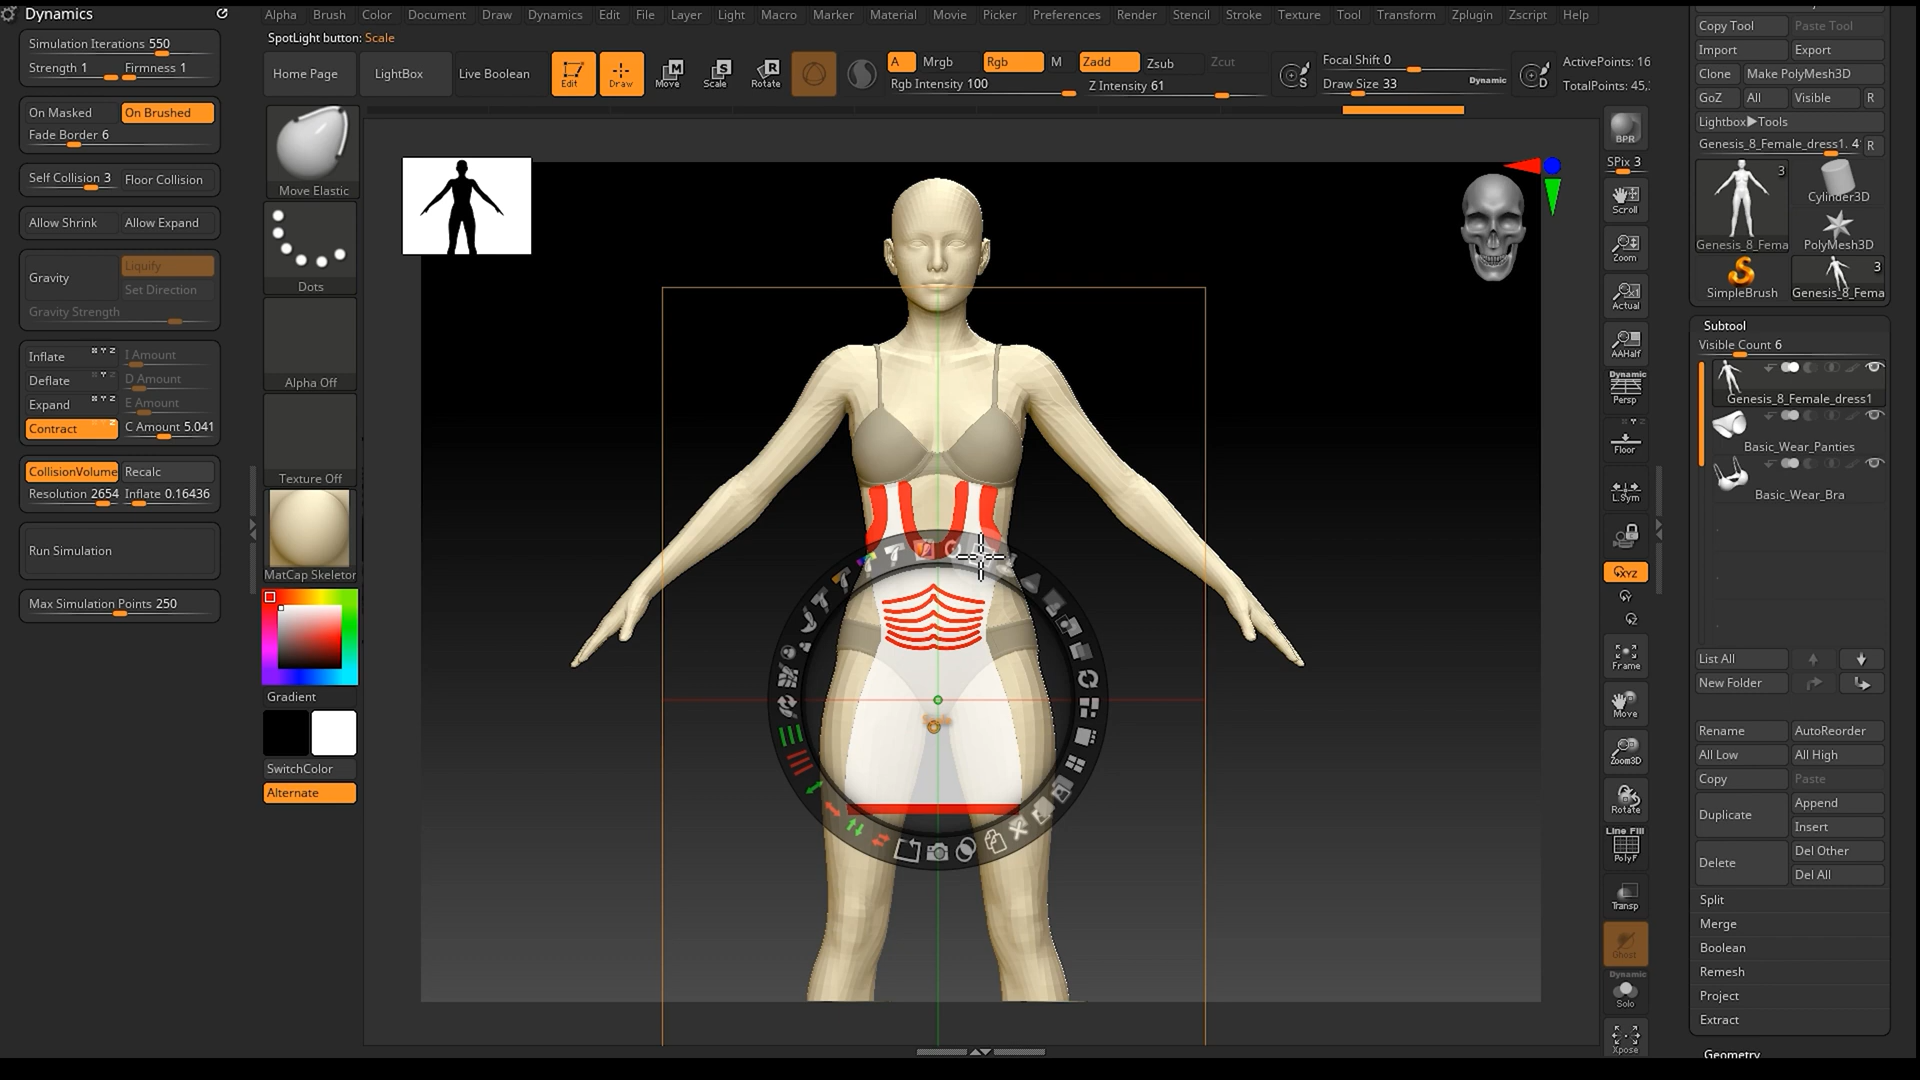 Dynamics
Alpha Brush Color Document Draw Dynamics Edit File Layer Light Macro Marker Material Movie Picker Preferences Render Stencil Stroke Texture Tool Transform Zplugin Zscript Help
SpotLight button: Scale
Simulation Iterations 550
Strength 1 Firmness 1
On Masked On Brushed
Fade Border 6
Self Collision 3 Floor Collision
Allow Shrink Allow Expand
Gravity
Liquify
Set Direction
Gravity Strength
Inflate I Amount
Deflate D Amount
Expand E Amount
Contract C Amount 5.041
CollisionVolume Recalc
Resolution 2654 Inflate 0.16436
Run Simulation
Max Simulation Points 250
Home Page LightBox Live Boolean
Edit Draw Move Scale Rotate
A Mrgb Rgb M Zadd Zsub Zcut
Rgb Intensity 100 Z Intensity 61
Focal Shift 0
Draw Size 33 Dynamic
ActivePoints: 16
TotalPoints: 45,
Move Elastic
Dots
Alpha Off
Texture Off
MatCap Skeletor
Gradient
SwitchColor
Alternate
BPR
SPix 3
Scroll
Zoom
Actual
AAHalf
Dynamic
Persp
Floor
L.Sym
XYZ
Frame
Move
Zoom3D
Rotate
Line Fill
PolyF
Transp
Ghost
Dynamic
Solo
Xpose
Copy Tool Paste Tool
Import Export
Clone Make PolyMesh3D
GoZ All Visible R
Lightbox▶Tools
Genesis_8_Female_dress1. 4 R
3
Cylinder3D
Genesis_8_Fema PolyMesh3D
3
SimpleBrush Genesis_8_Fema
Subtool
Visible Count 6
Genesis_8_Female_dress1
Basic_Wear_Panties
Basic_Wear_Bra
List All
New Folder
Rename AutoReorder
All Low All High
Copy Paste
Duplicate Append
Insert
Delete Del Other
Del All
Split
Merge
Boolean
Remesh
Project
Extract
Geometry